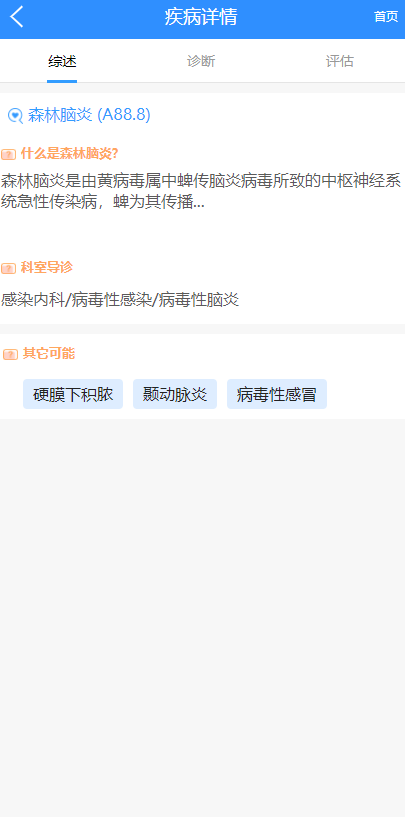 疾病详情
首页
综述
诊断
评估
森林脑炎 (A88.8)
什么是森林脑炎?
森林脑炎是由黄病毒属中蜱传脑炎病毒所致的中枢神经系
统急性传染病，蜱为其传播...
科室导诊
感染内科/病毒性感染/病毒性脑炎
其它可能
硬膜下积脓
颞动脉炎
病毒性感冒